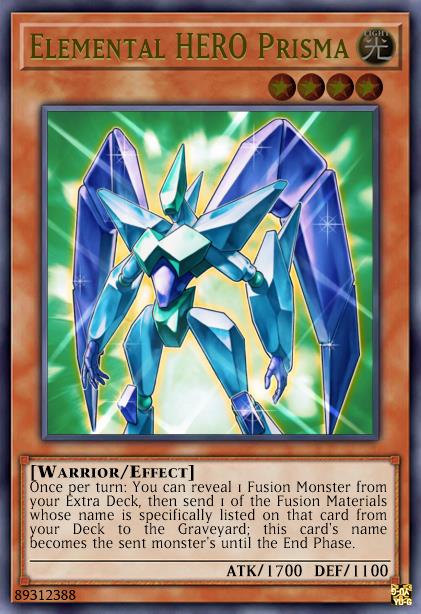 Elemental HERO Prisma
LIGHT
光
[Warrior/Effect]
Once per turn: You can reveal 1 Fusion Monster from
your Extra Deck, then send 1 of the Fusion Materials
whose name is specifically listed on that card from
your Deck to the Graveyard; this card's name
becomes the sent monster's until the End Phase.
ATK/1700 DEF/1100
89312388